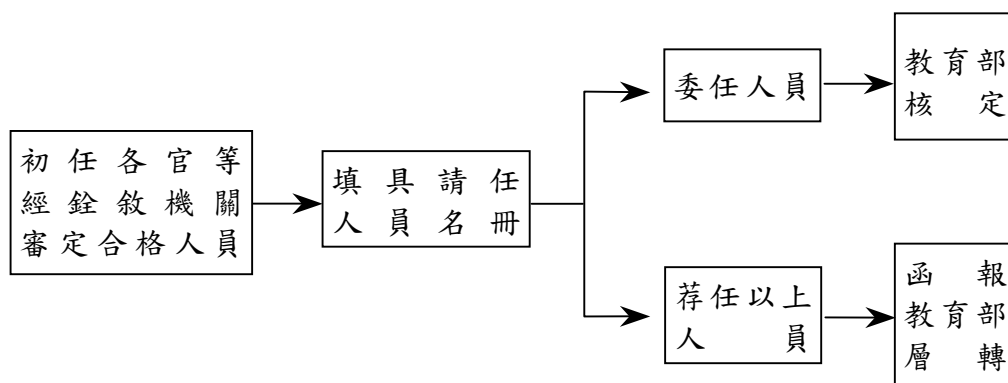 初任各官等
經銓敘機關
審定合格人員
填具請任
人員名冊
委任人員
教育部
核定
荐任以上
人員
函報
教育部
層轉